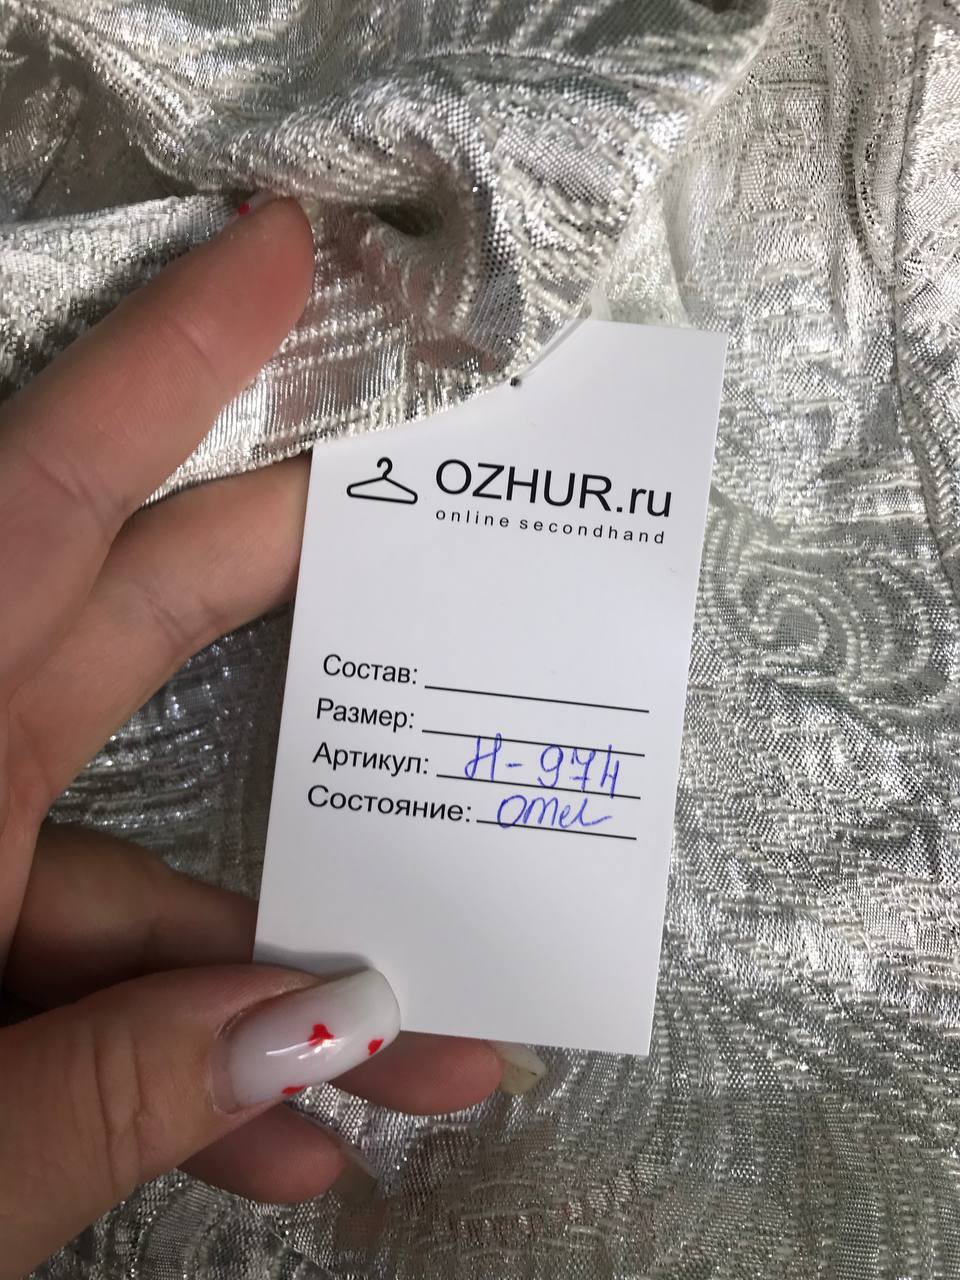 OZHUR.ru
online secondhand
Состав:
Размер:
Артикул: Н-974
Состояние: отл